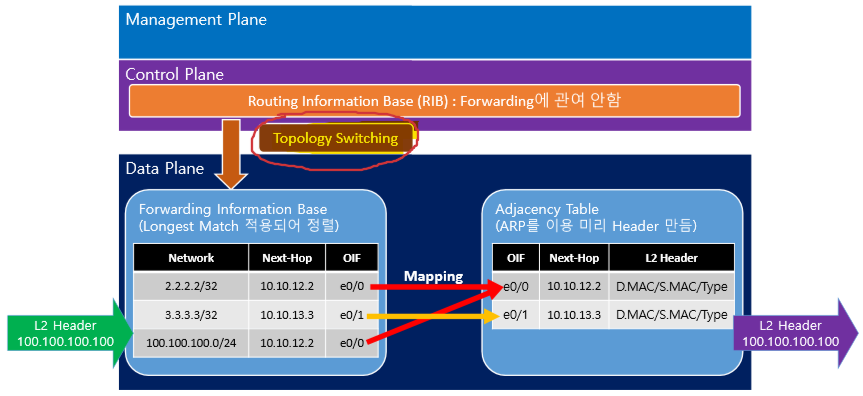 Management Plane
Control Plane
Routing Information Base (RIB) : Forwarding에 관여 안함
Topology Switching
Data Plane
Forwarding Information Base
(Longest Match 적용되어 정렬)
Network Next-Hop OIF
2.2.2.2/32 10.10.12.2 e0/0
3.3.3.3/32 10.10.13.3 e0/1
100.100.100.0/24 10.10.12.2 e0/0
Mapping
Adjacency Table
(ARP를 이용 미리 Header 만듬)
OIF Next-Hop L2 Header
e0/0 10.10.12.2 D.MAC/S.MAC/Type
e0/1 10.10.13.3 D.MAC/S.MAC/Type
L2 Header
100.100.100.100
L2 Header
100.100.100.100